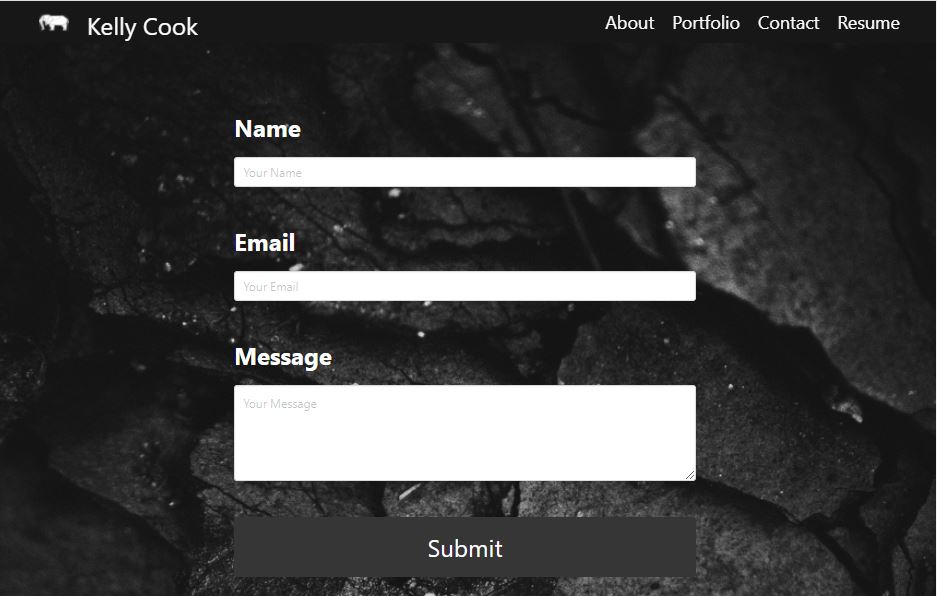 Kelly Cook
About Portfolio Contact Resume
Name
Your Name
Email
Your Email
Message
Your Message
Submit